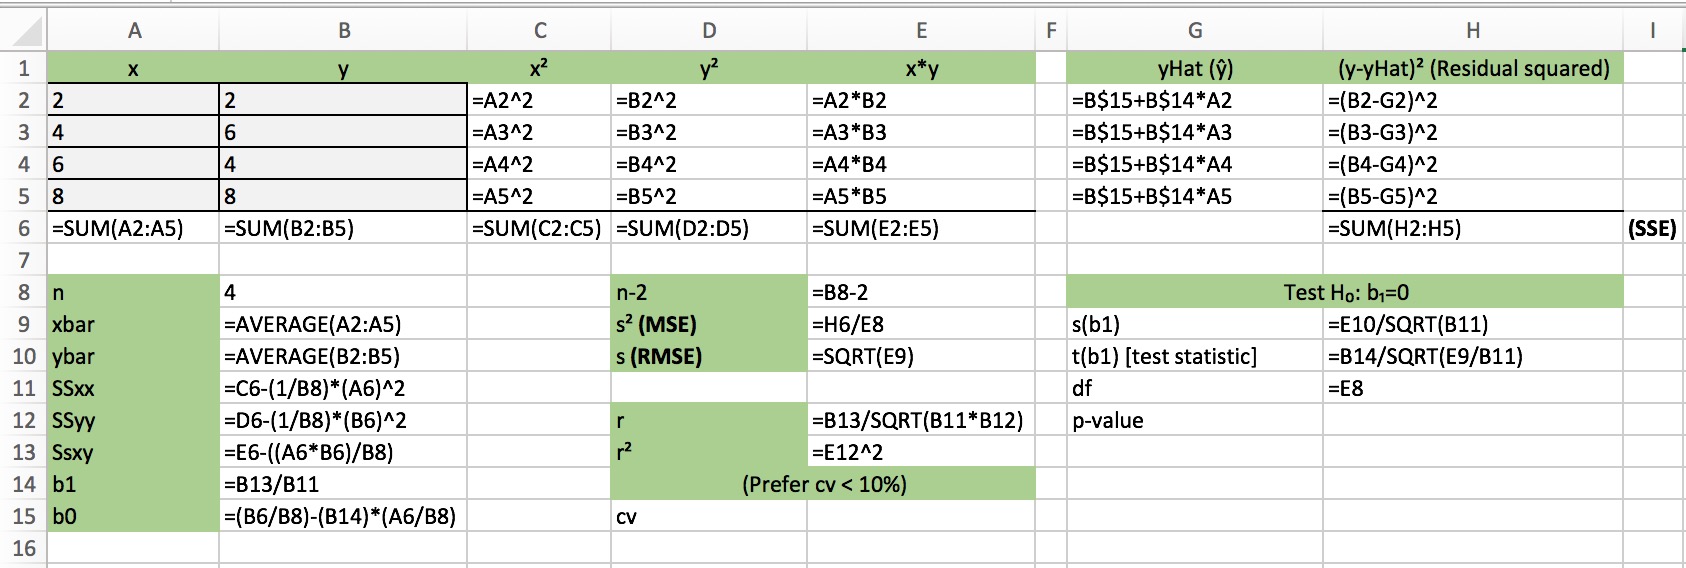 A B C D E F G H I
1 x y x² y² x*y yHat (ŷ) (y-yHat)² (Residual squared)
2 2 2 =A2^2 =B2^2 =A2*B2 =B$15+B$14*A2 =(B2-G2)^2
3 4 6 =A3^2 =B3^2 =A3*B3 =B$15+B$14*A3 =(B3-G3)^2
4 6 4 =A4^2 =B4^2 =A4*B4 =B$15+B$14*A4 =(B4-G4)^2
5 8 8 =A5^2 =B5^2 =A5*B5 =B$15+B$14*A5 =(B5-G5)^2
6 =SUM(A2:A5) =SUM(B2:B5) =SUM(C2:C5) =SUM(D2:D5) =SUM(E2:E5) =SUM(H2:H5) (SSE)
7
8 n 4 n-2 =B8-2 Test H₀: b₁=0
9 xbar =AVERAGE(A2:A5) s² (MSE) =H6/E8 s(b1) =E10/SQRT(B11)
10 ybar =AVERAGE(B2:B5) s (RMSE) =SQRT(E9) t(b1) [test statistic] =B14/SQRT(E9/B11)
11 SSxx =C6-(1/B8)*(A6)^2 df =E8
12 SSyy =D6-(1/B8)*(B6)^2 r =B13/SQRT(B11*B12) p-value
13 Ssxy =E6-((A6*B6)/B8) r² =E12^2
14 b1 =B13/B11 (Prefer cv < 10%)
15 b0 =(B6/B8)-(B14)*(A6/B8) cv
16